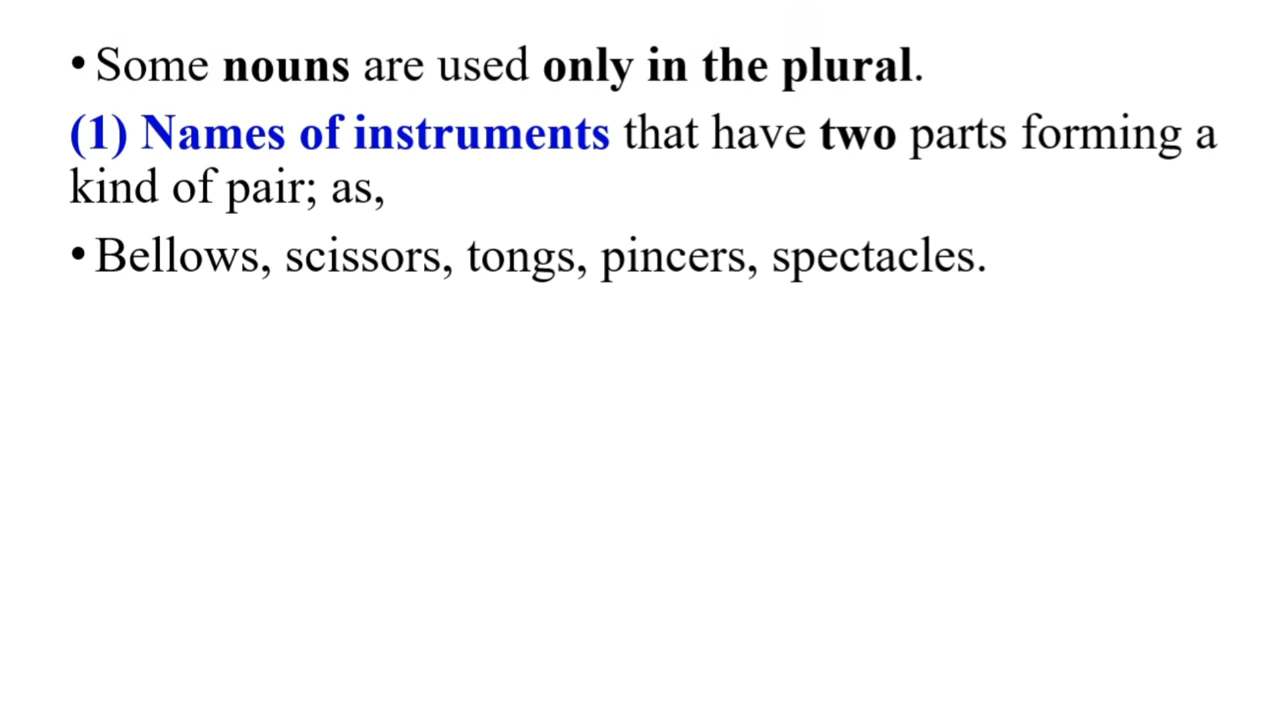 • Some nouns are used only in the plural.
(1) Names of instruments that have two parts forming a
kind of pair; as,
• Bellows, scissors, tongs, pincers, spectacles.